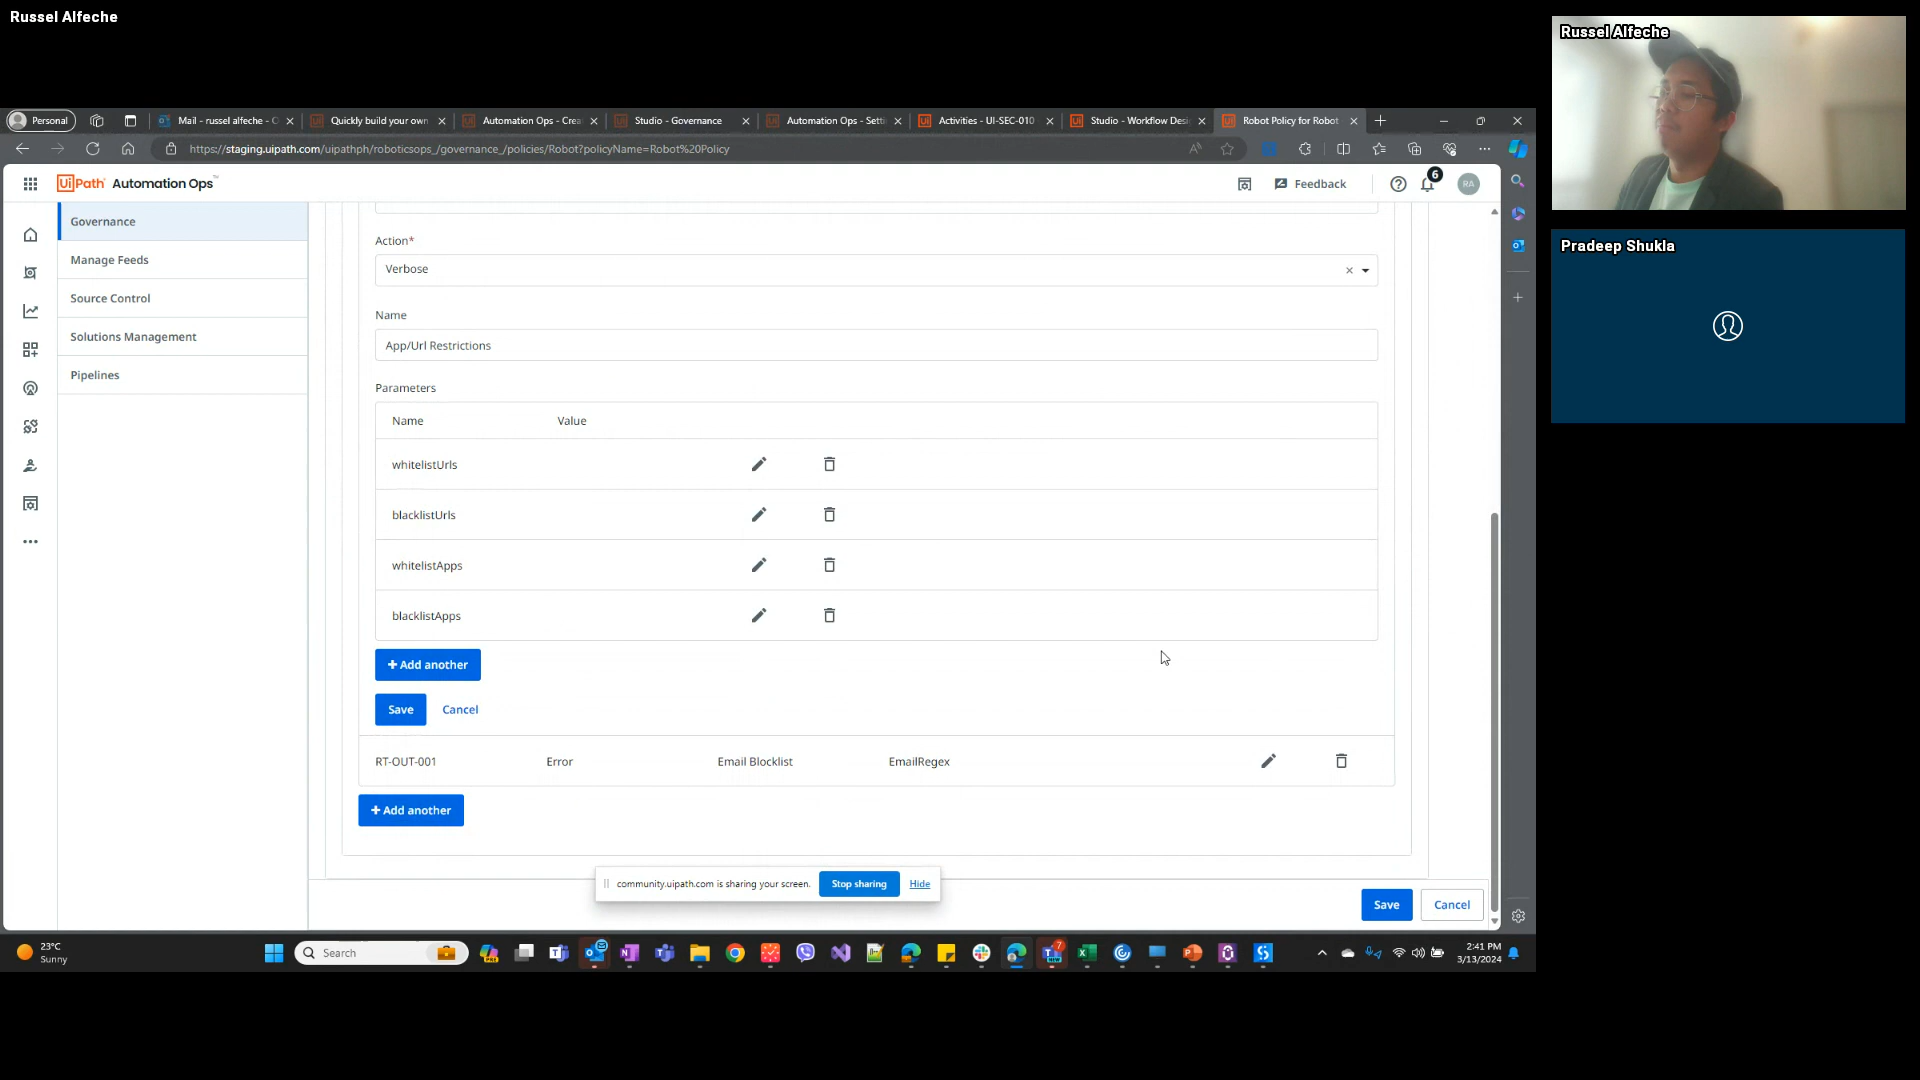 Russel Alfeche
Russel Alfeche
Pradeep Shukla
Personal
Mail - russel alfeche - O
Quickly build your own
Automation Ops - Crea
Studio - Governance
Automation Ops - Setti
Activities - UI-SEC-010
Studio - Workflow Desi
Robot Policy for Robot
https://staging.uipath.com/uipathph/roboticsops_/governance_/policies/Robot?policyName=Robot%20Policy
UiPath Automation Ops™
Feedback
6
RA
Governance
Manage Feeds
Source Control
Solutions Management
Pipelines
Action*
Verbose
Name
App/Url Restrictions
Parameters
Name Value
whitelistUrls
blacklistUrls
whitelistApps
blacklistApps
+ Add another
Save Cancel
RT-OUT-001 Error Email Blocklist EmailRegex
+ Add another
community.uipath.com is sharing your screen. Stop sharing Hide
Save Cancel
23°C
Sunny
Search
7
2:41 PM
3/13/2024